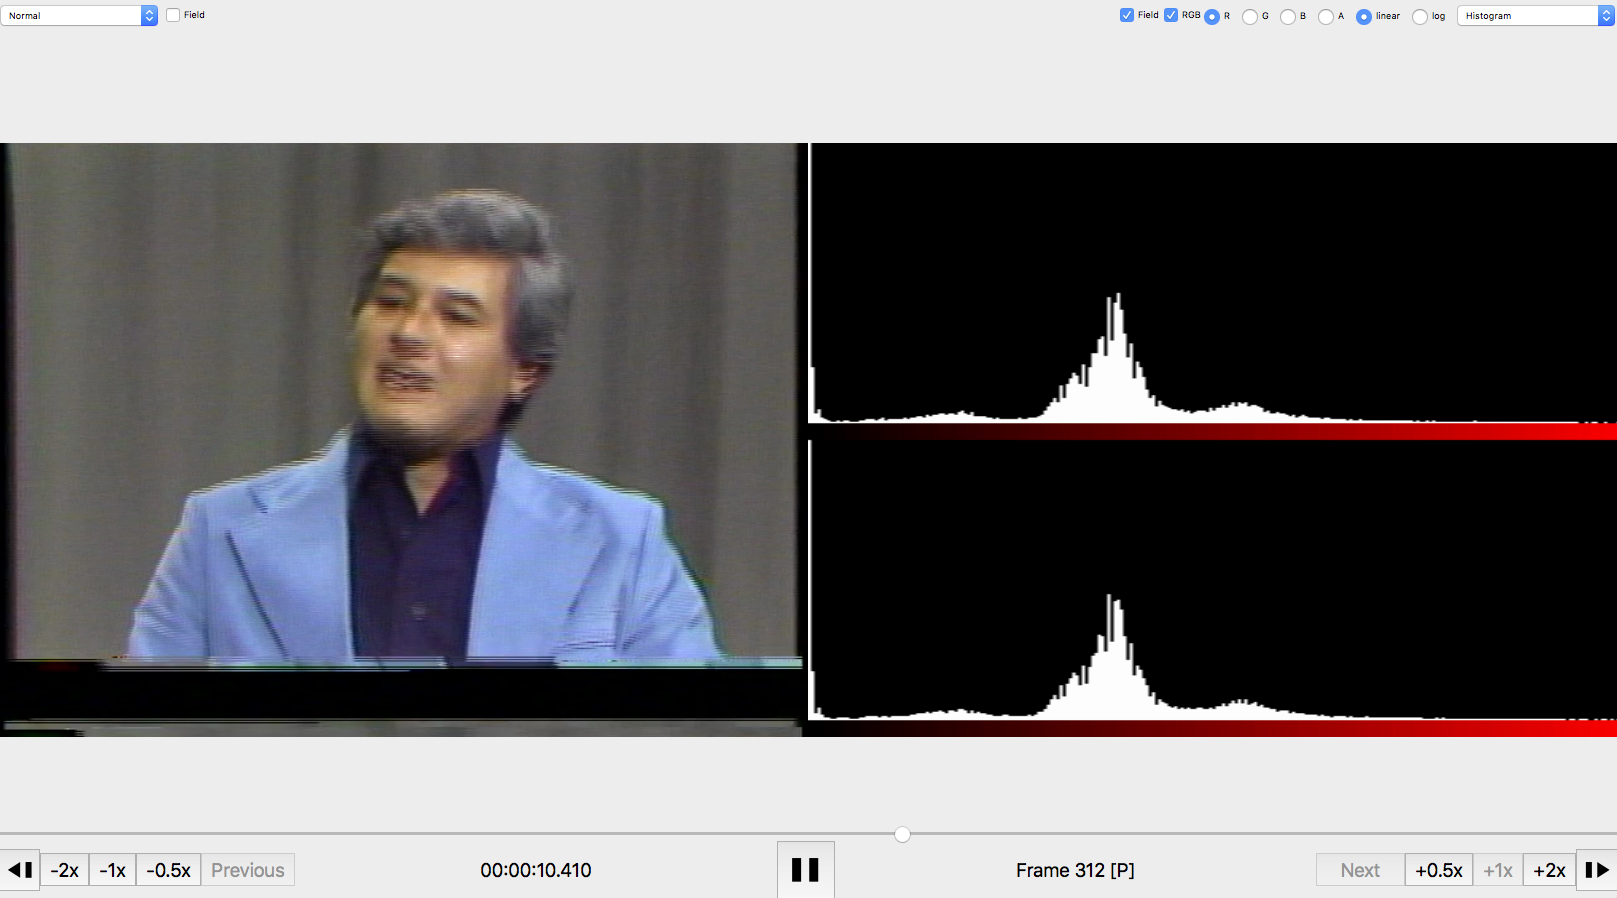 Normal Field Field RGB R G B A linear log Histogram
-2x -1x -0.5x Previous 00:00:10.410 Frame 312 [P] Next +0.5x +1x +2x